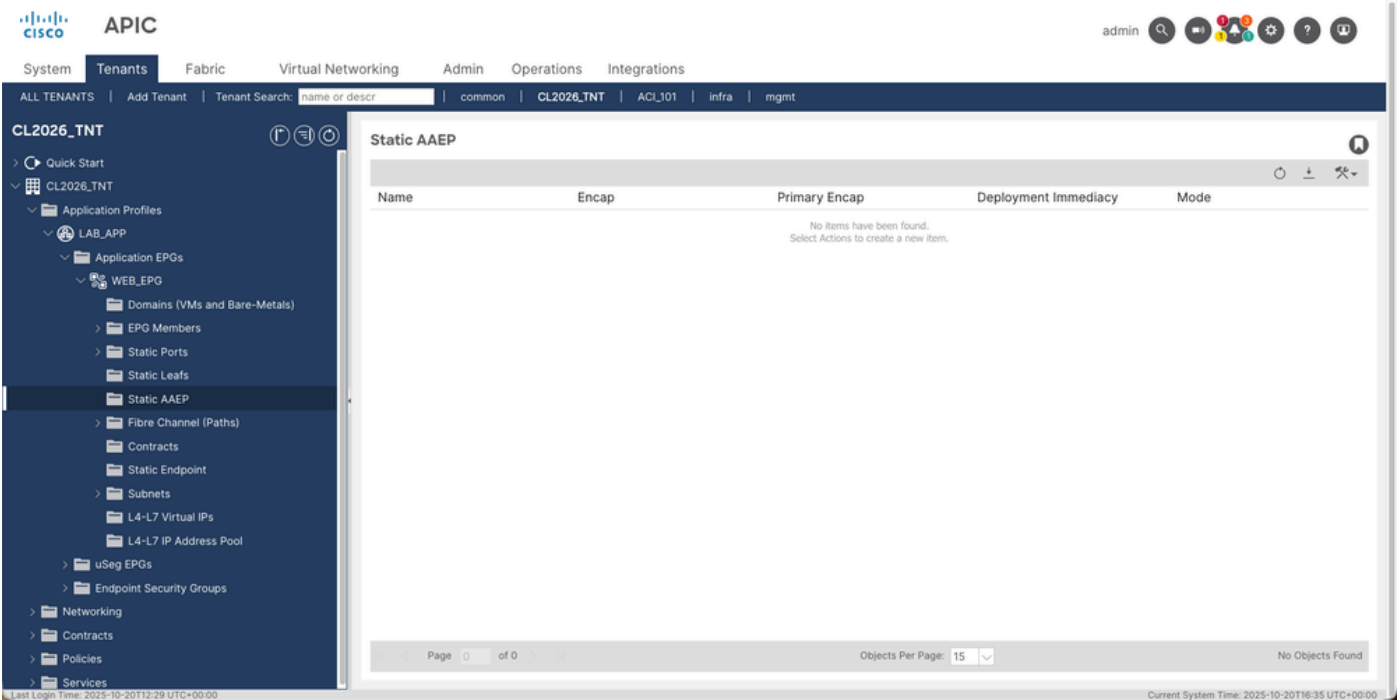 CISCO
APIC
admin
1
3
1
1
System Tenants Fabric Virtual Networking Admin Operations Integrations
ALL TENANTS | Add Tenant | Tenant Search: name or descr | common | CL2026_TNT | ACI_101 | infra | mgmt
CL2026_TNT
Quick Start
CL2026_TNT
Application Profiles
LAB_APP
Application EPGs
WEB_EPG
Domains (VMs and Bare-Metals)
EPG Members
Static Ports
Static Leafs
Static AAEP
Fibre Channel (Paths)
Contracts
Static Endpoint
Subnets
L4-L7 Virtual IPs
L4-L7 IP Address Pool
uSeg EPGs
Endpoint Security Groups
Networking
Contracts
Policies
Services
Static AAEP
Name Encap Primary Encap Deployment Immediacy Mode
No items have been found.
Select Actions to create a new item.
Page 0 of 0 Objects Per Page: 15 No Objects Found
Last Login Time: 2025-10-20T12:29 UTC+00:00
Current System Time: 2025-10-20T16:35 UTC+00:00